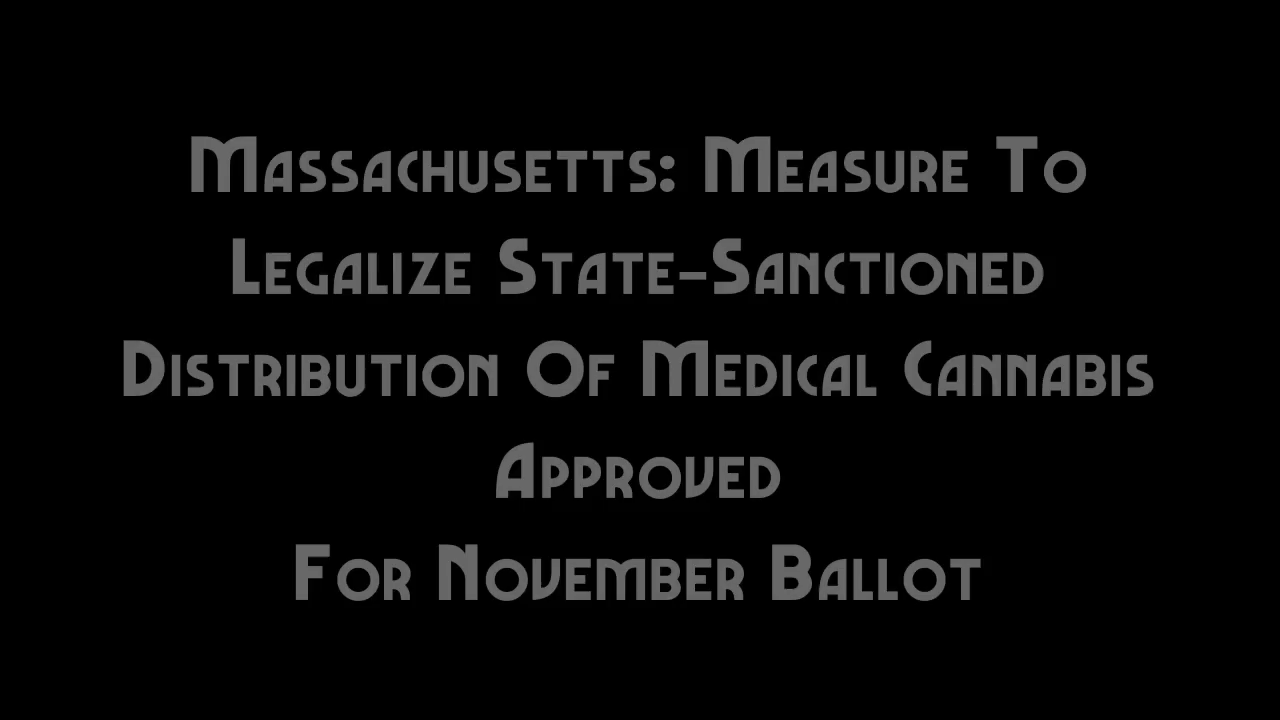 Massachusetts: Measure To
Legalize State-Sanctioned
Distribution Of Medical Cannabis
Approved
For November Ballot